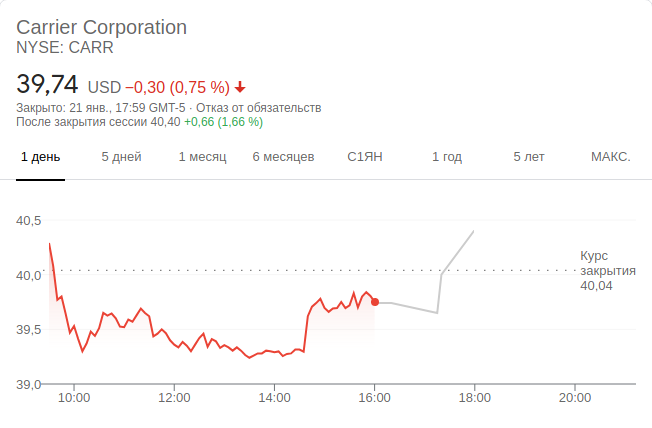 Carrier Corporation
NYSE: CARR
39,74 USD −0,30 (0,75 %)
Закрыто: 21 янв., 17:59 GMT-5 · Отказ от обязательств
После закрытия сессии 40,40 +0,66 (1,66 %)
1 день 5 дней 1 месяц 6 месяцев С1ЯН 1 год 5 лет МАКС.
40,5
40,0
39,5
39,0
Курс
закрытия
40,04
10:00 12:00 14:00 16:00 18:00 20:00